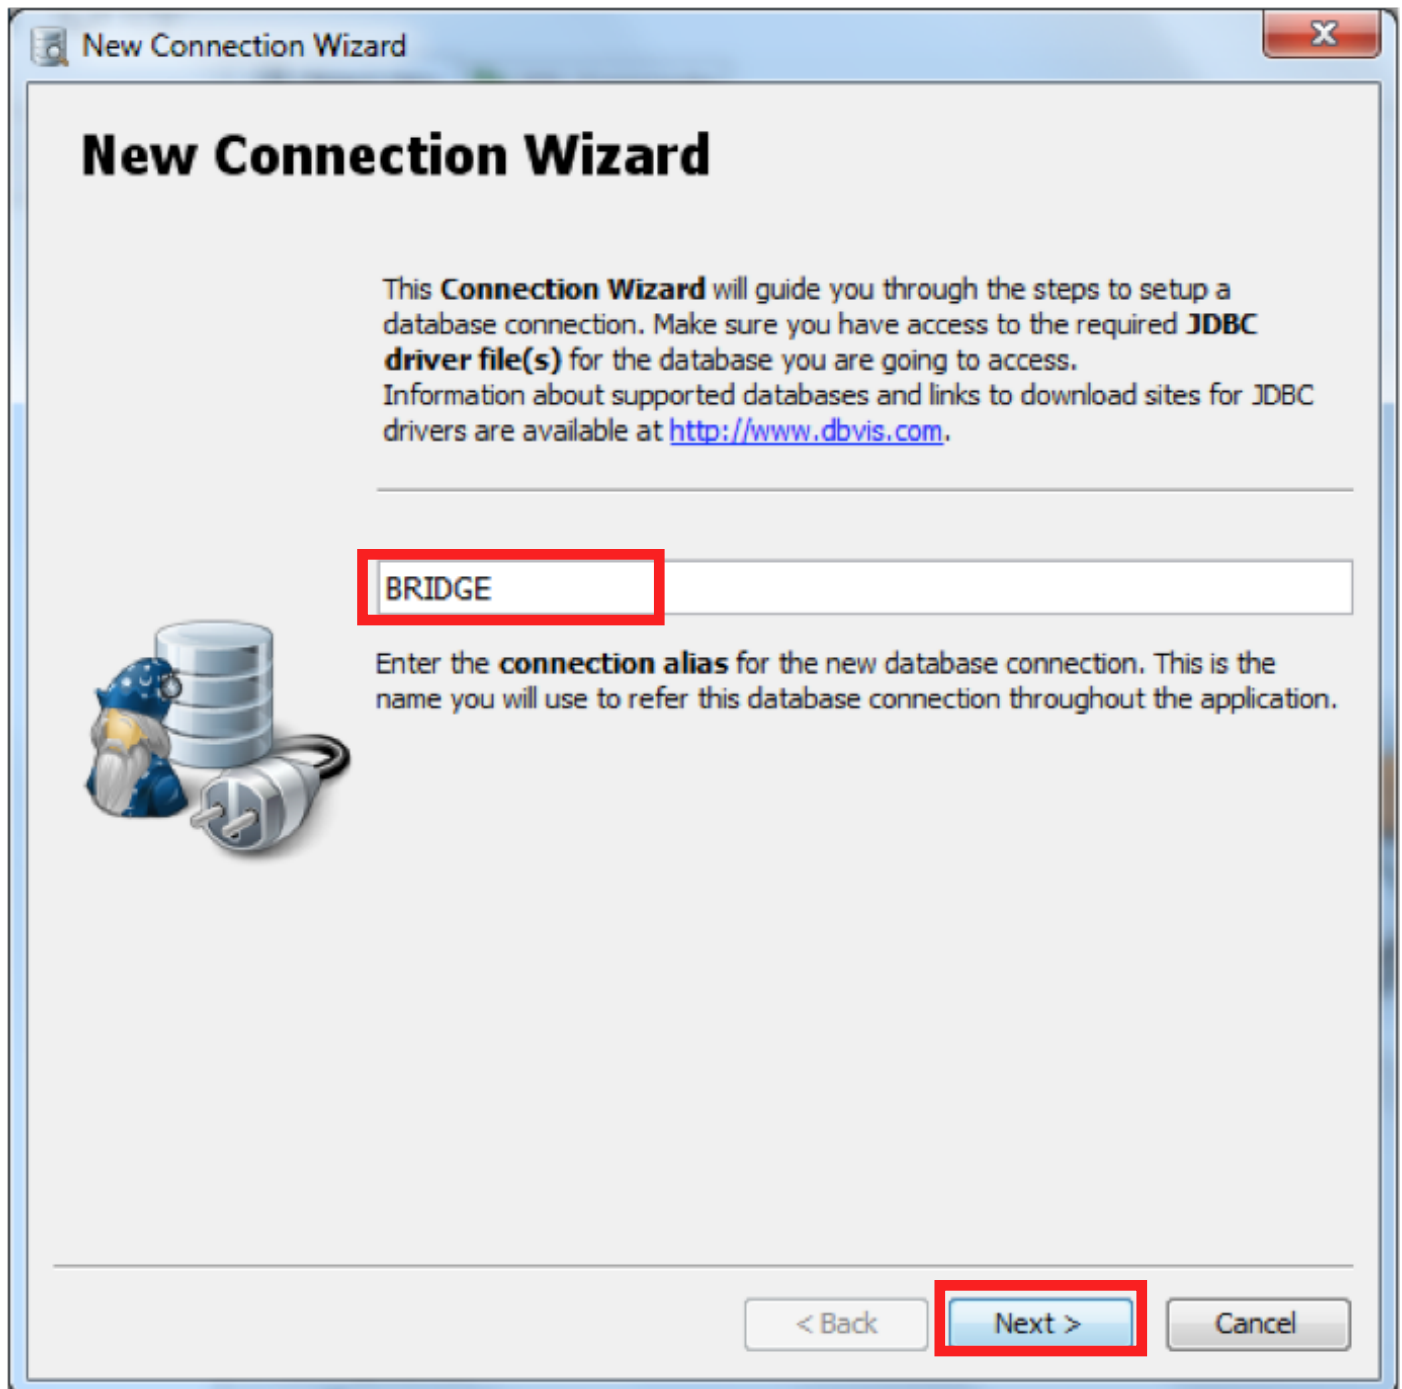 New Connection Wizard
New Connection Wizard
This Connection Wizard will guide you through the steps to setup a
database connection. Make sure you have access to the required JDBC
driver file(s) for the database you are going to access.
Information about supported databases and links to download sites for JDBC
drivers are available at http://www.dbvis.com.
BRIDGE
Enter the connection alias for the new database connection. This is the
name you will use to refer this database connection throughout the application.
< Back Next > Cancel